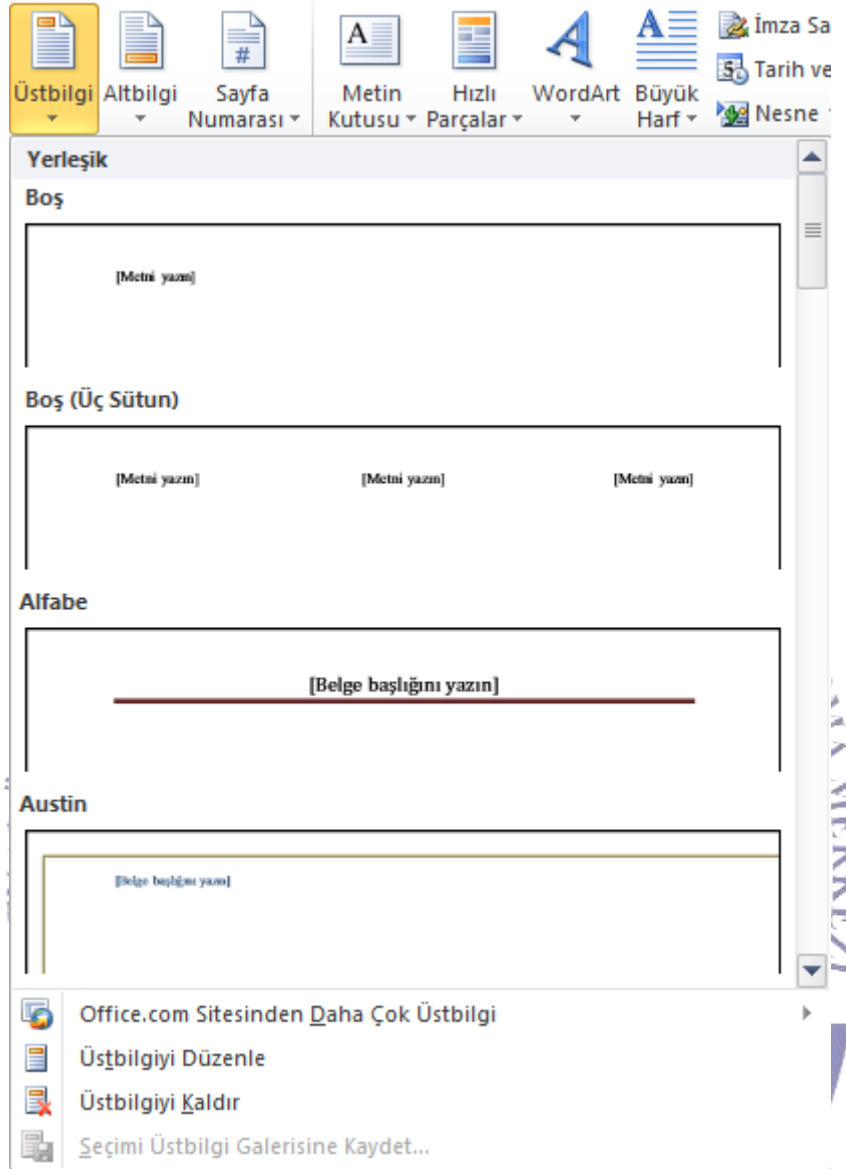 Üstbilgi Altbilgi Sayfa Numarası Metin Kutusu Hızlı Parçalar WordArt Büyük Harf İmza Sa
Tarih ve
Nesne
Yerleşik
Boş
[Metni yazın]
Boş (Üç Sütun)
[Metni yazın] [Metni yazın] [Metni yazın]
Alfabe
[Belge başlığını yazın]
Austin
[Belge başlığını yazın]
Office.com Sitesinden Daha Çok Üstbilgi
Üstbilgiyi Düzenle
Üstbilgiyi Kaldır
Seçimi Üstbilgi Galerisine Kaydet...
MERKEZİ